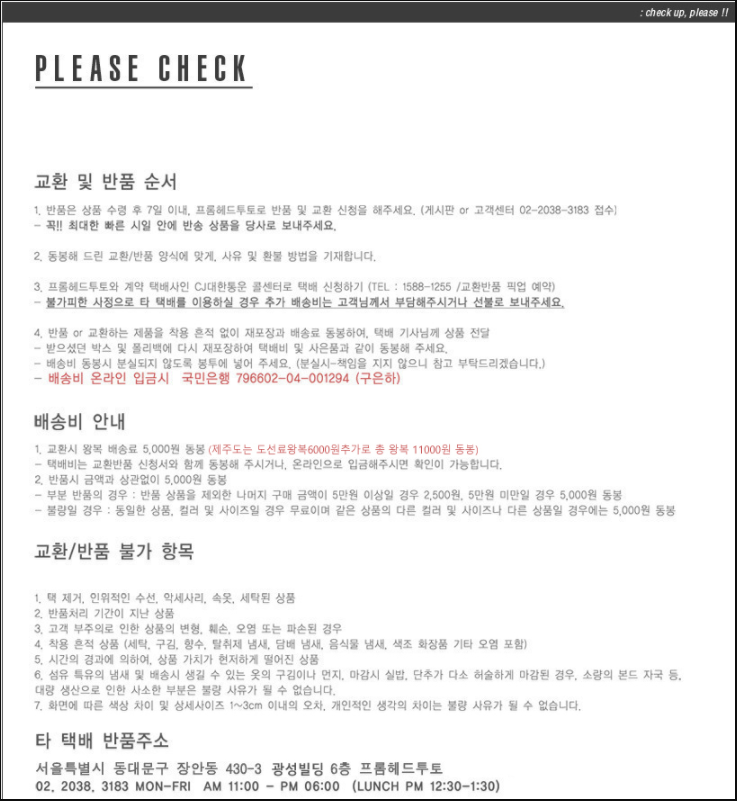 : check up, please !!
PLEASE CHECK
교환 및 반품 순서
1. 반품은 상품 수령 후 7일 이내, 프롬헤드투토로 반품 및 교환 신청을 해주세요. (게시판 or 고객센터 02-2038-3183 접수)
- 꼭!! 최대한 빠른 시일 안에 반송 상품을 당사로 보내주세요.
2. 동봉해 드린 교환/반품 양식에 맞게, 사유 및 환불 방법을 기재합니다.
3. 프롬헤드투토와 계약 택배사인 CJ대한통운 콜센터로 택배 신청하기 (TEL : 1588-1255 /교환반품 픽업 예약)
- 불가피한 사정으로 타 택배를 이용하실 경우 추가 배송비는 고객님께서 부담해주시거나 선불로 보내주세요.
4. 반품 or 교환하는 제품을 착용 흔적 없이 재포장과 배송료 동봉하여, 택배 기사님께 상품 전달
- 받으셨던 박스 및 폴리백에 다시 재포장하여 택배비 및 사은품과 같이 동봉해 주세요.
- 배송비 동봉시 분실되지 않도록 봉투에 넣어 주세요. (분실시-책임을 지지 않으니 참고 부탁드리겠습니다.)
- 배송비 온라인 입금시 국민은행 796602-04-001294 (구은하)
배송비 안내
1. 교환시 왕복 배송료 5,000원 동봉 (제주도는 도선료왕복6000원추가로 총 왕복 11000원 동봉)
- 택배비는 교환반품 신청서와 함께 동봉해 주시거나, 온라인으로 입금해주시면 확인이 가능합니다.
2. 반품시 금액과 상관없이 5,000원 동봉
- 부분 반품의 경우 : 반품 상품을 제외한 나머지 구매 금액이 5만원 이상일 경우 2,500원, 5만원 미만일 경우 5,000원 동봉
- 불량일 경우 : 동일한 상품, 컬러 및 사이즈일 경우 무료이며 같은 상품의 다른 컬러 및 사이즈나 다른 상품일 경우에는 5,000원 동봉
교환/반품 불가 항목
1. 택 제거, 인위적인 수선, 악세사리, 속옷, 세탁된 상품
2. 반품처리 기간이 지난 상품
3. 고객 부주의로 인한 상품의 변형, 훼손, 오염 또는 파손된 경우
4. 착용 흔적 상품 (세탁, 구김, 향수, 탈취제 냄새, 담배 냄새, 음식물 냄새, 색조 화장품 기타 오염 포함)
5. 시간의 경과에 의하여, 상품 가치가 현저하게 떨어진 상품
6. 섬유 특유의 냄새 및 배송시 생길 수 있는 옷의 구김이나 먼지, 마감시 실밥, 단추가 다소 허술하게 마감된 경우, 소량의 본드 자국 등,
대량 생산으로 인한 사소한 부분은 불량 사유가 될 수 없습니다.
7. 화면에 따른 색상 차이 및 상세사이즈 1~3cm 이내의 오차, 개인적인 생각의 차이는 불량 사유가 될 수 없습니다.
타 택배 반품주소
서울특별시 동대문구 장안동 430-3 광성빌딩 6층 프롬헤드투토
02. 2038. 3183 MON-FRI AM 11:00 - PM 06:00 (LUNCH PM 12:30-1:30)